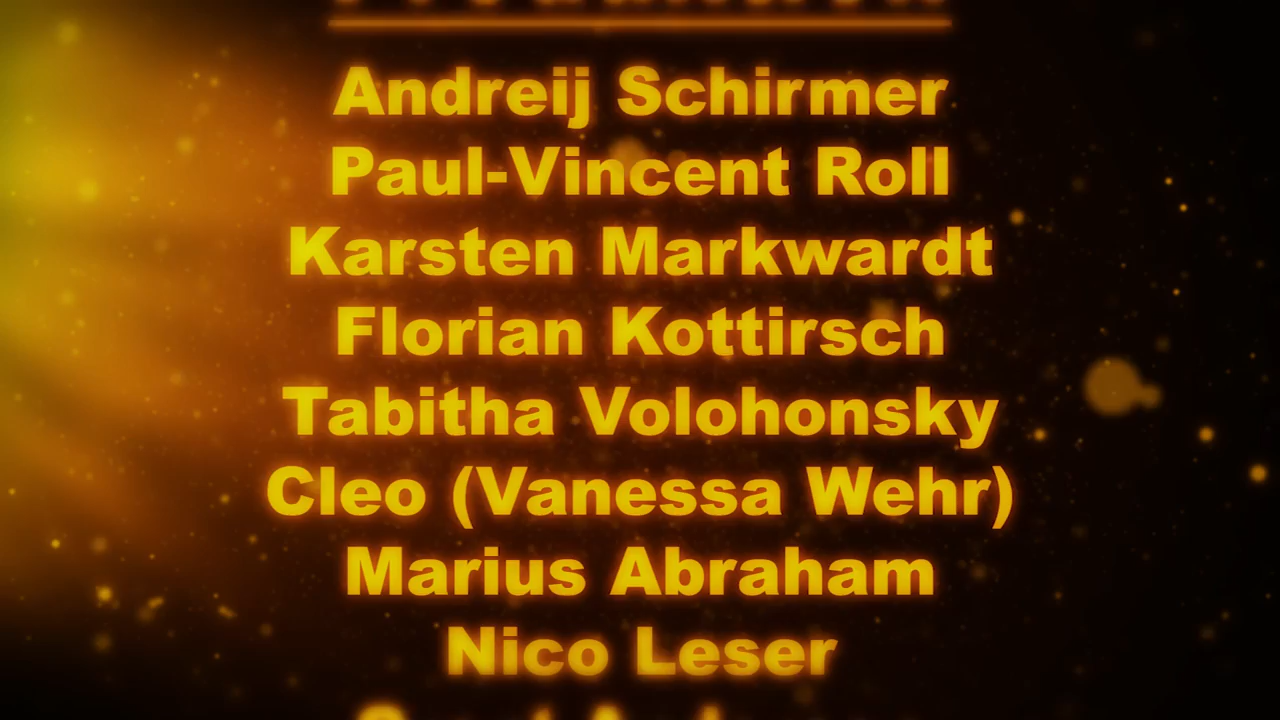 Andreij Schirmer
Paul-Vincent Roll
Karsten Markwardt
Florian Kottirsch
Tabitha Volohonsky
Cleo (Vanessa Wehr)
Marius Abraham
Nico Leser